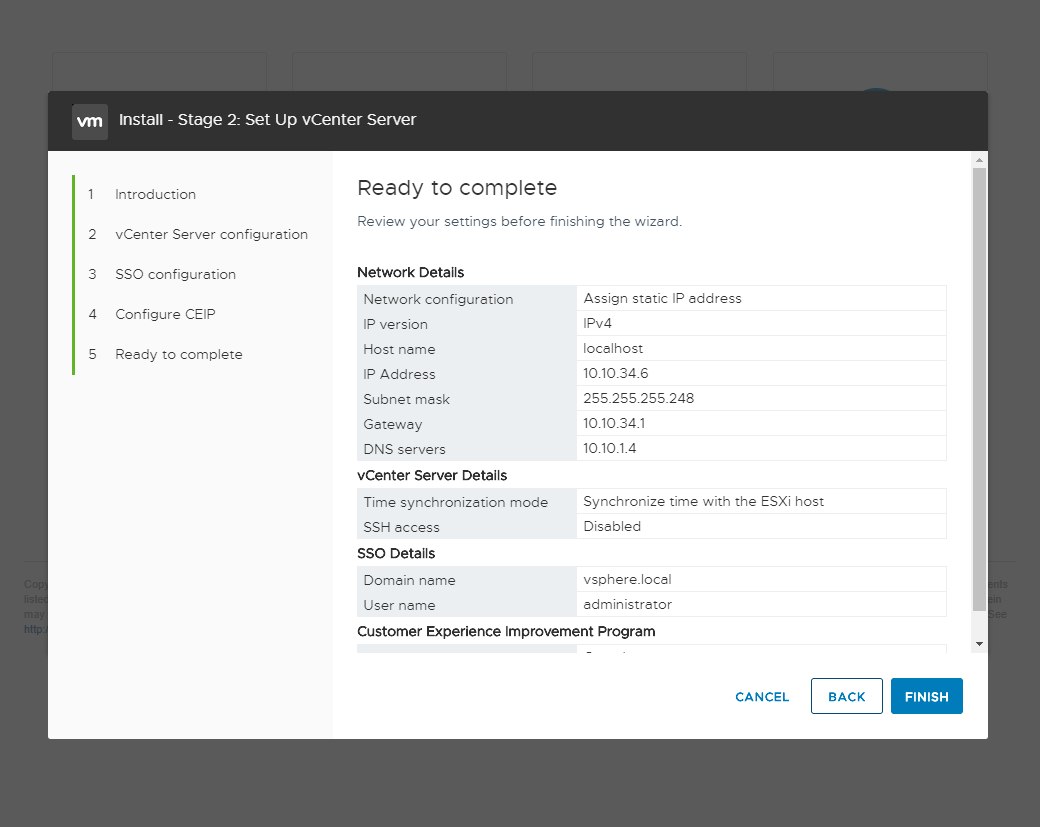 vm Install - Stage 2: Set Up vCenter Server
1 Introduction
2 vCenter Server configuration
3 SSO configuration
4 Configure CEIP
5 Ready to complete
Ready to complete
Review your settings before finishing the wizard.
Network Details
Network configuration Assign static IP address
IP version IPv4
Host name localhost
IP Address 10.10.34.6
Subnet mask 255.255.255.248
Gateway 10.10.34.1
DNS servers 10.10.1.4
vCenter Server Details
Time synchronization mode Synchronize time with the ESXi host
SSH access Disabled
SSO Details
Domain name vsphere.local
User name administrator
Customer Experience Improvement Program
CANCEL BACK FINISH
listed
may See
http:/